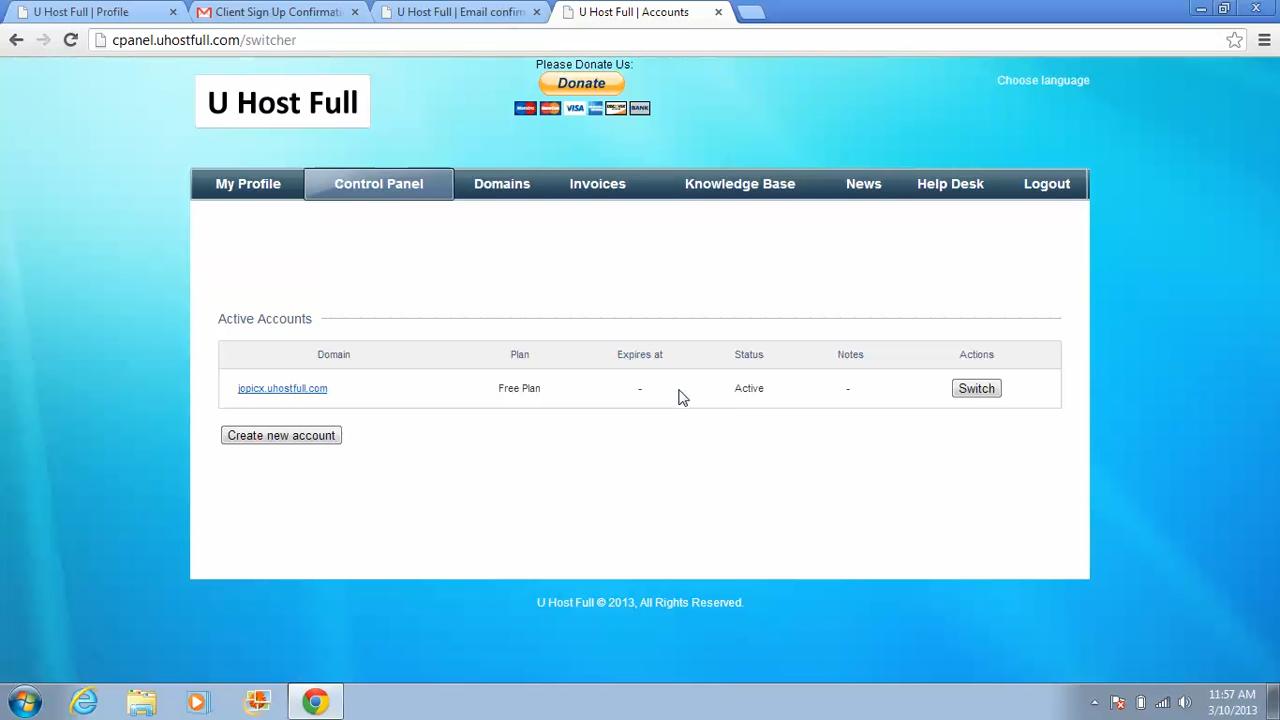 U Host Full | Profile
Client Sign Up Confirmat
U Host Full | Email confirm
U Host Full | Accounts
cpanel.uhostfull.com/switcher
Please Donate Us:
Donate
VISA
BANK
Choose language
U Host Full
My Profile
Control Panel
Domains
Invoices
Knowledge Base
News
Help Desk
Logout
Active Accounts
Domain
Plan
Expires at
Status
Notes
Actions
jopicx.uhostfull.com
Free Plan
-
Active
-
Switch
Create new account
U Host Full © 2013, All Rights Reserved.
11:57 AM
3/10/2013